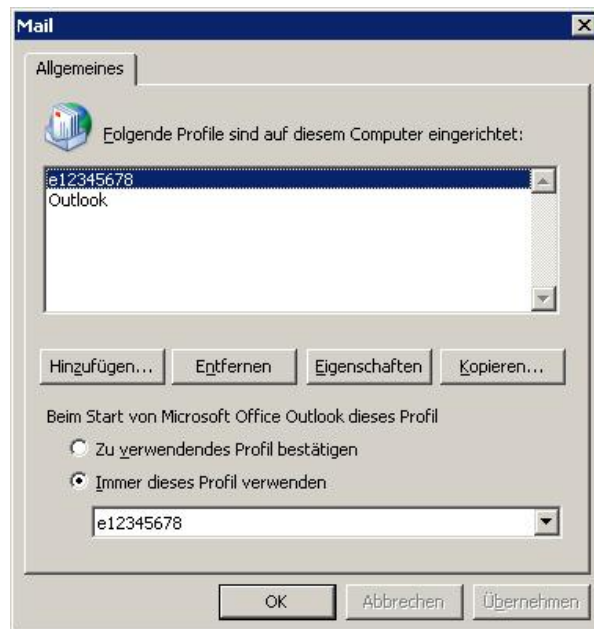 Mail
Allgemeines
Folgende Profile sind auf diesem Computer eingerichtet:
e12345678
Outlook
Hinzufügen... Entfernen Eigenschaften Kopieren...
Beim Start von Microsoft Office Outlook dieses Profil
Zu verwendendes Profil bestätigen
Immer dieses Profil verwenden
e12345678
OK Abbrechen Übernehmen